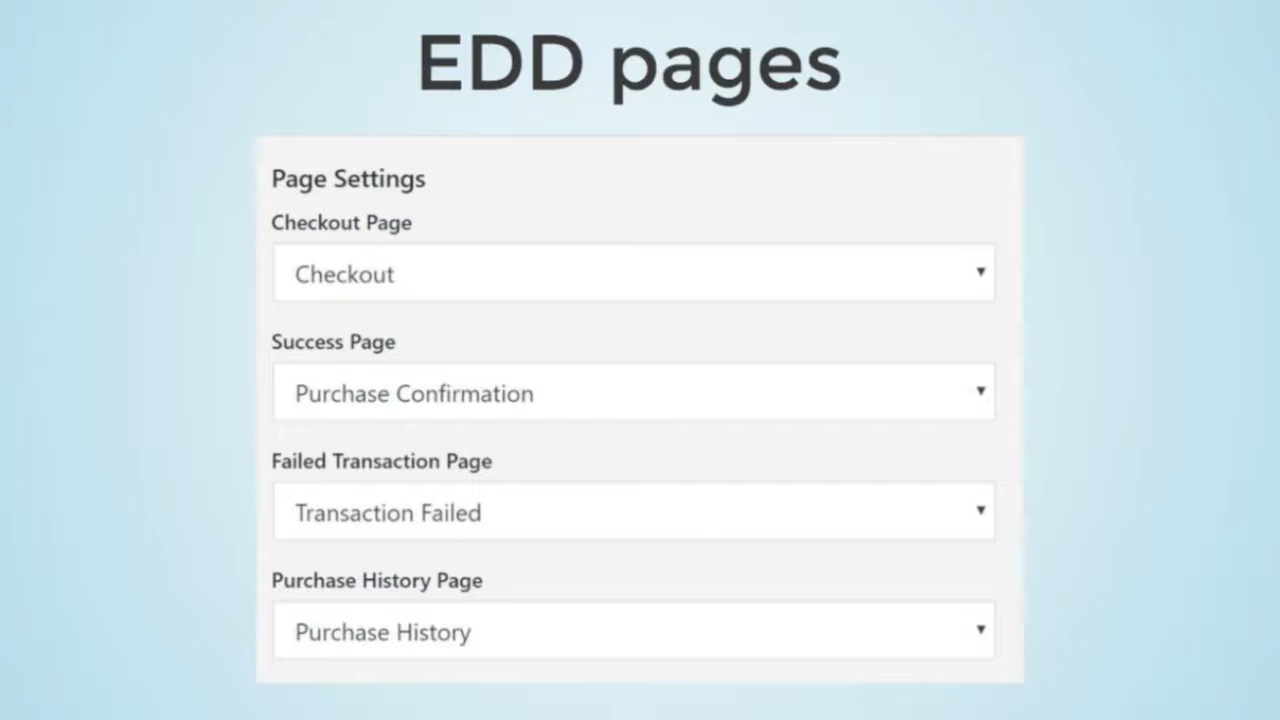 EDD pages
Page Settings
Checkout Page
Checkout
Success Page
Purchase Confirmation
Failed Transaction Page
Transaction Failed
Purchase History Page
Purchase History